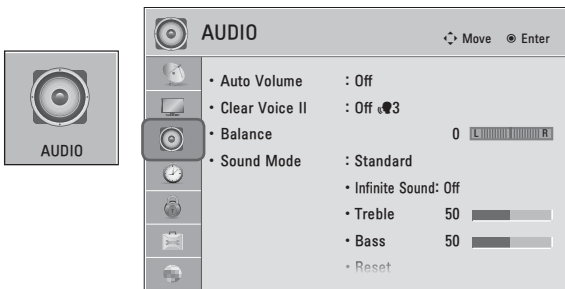 AUDIO
AUDIO
Move Enter
• Auto Volume : Off
• Clear Voice II : Off 3
• Balance 0 L R
• Sound Mode : Standard
• Infinite Sound: Off
• Treble 50
• Bass 50
• Reset